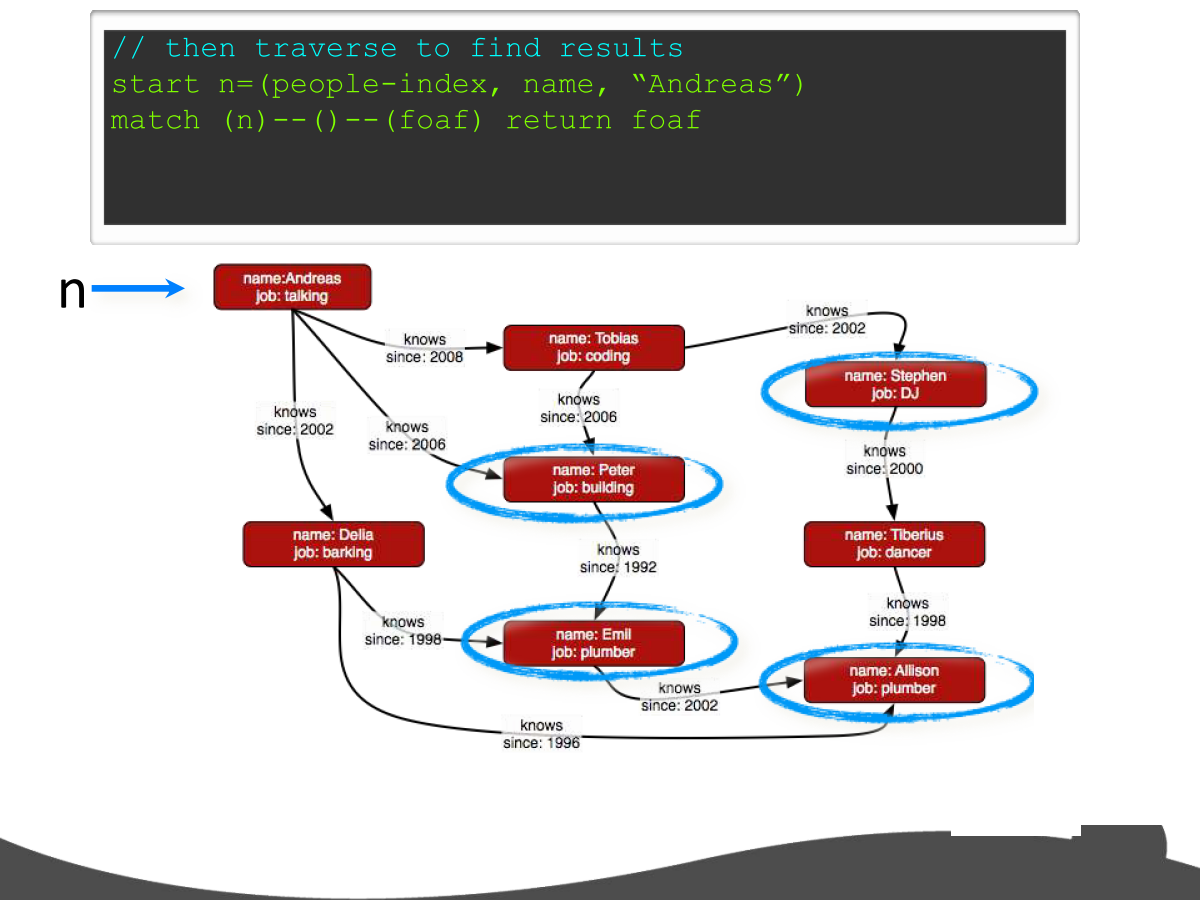 // then traverse to find results
start n=(people-index, name, “Andreas”)
match (n)--()--(foaf) return foaf
n
name:Andreas
job: talking
knows
since: 2008
name: Tobias
job: coding
knows
since: 2002
name: Stephen
job: DJ
knows
since: 2002
knows
since: 2006
knows
since: 2006
name: Peter
job: building
knows
since: 2000
name: Delia
job: barking
knows
since: 1992
name: Tiberius
job: dancer
knows
since: 1998
name: Emil
job: plumber
knows
since: 1998
knows
since: 2002
name: Allison
job: plumber
knows
since: 1996